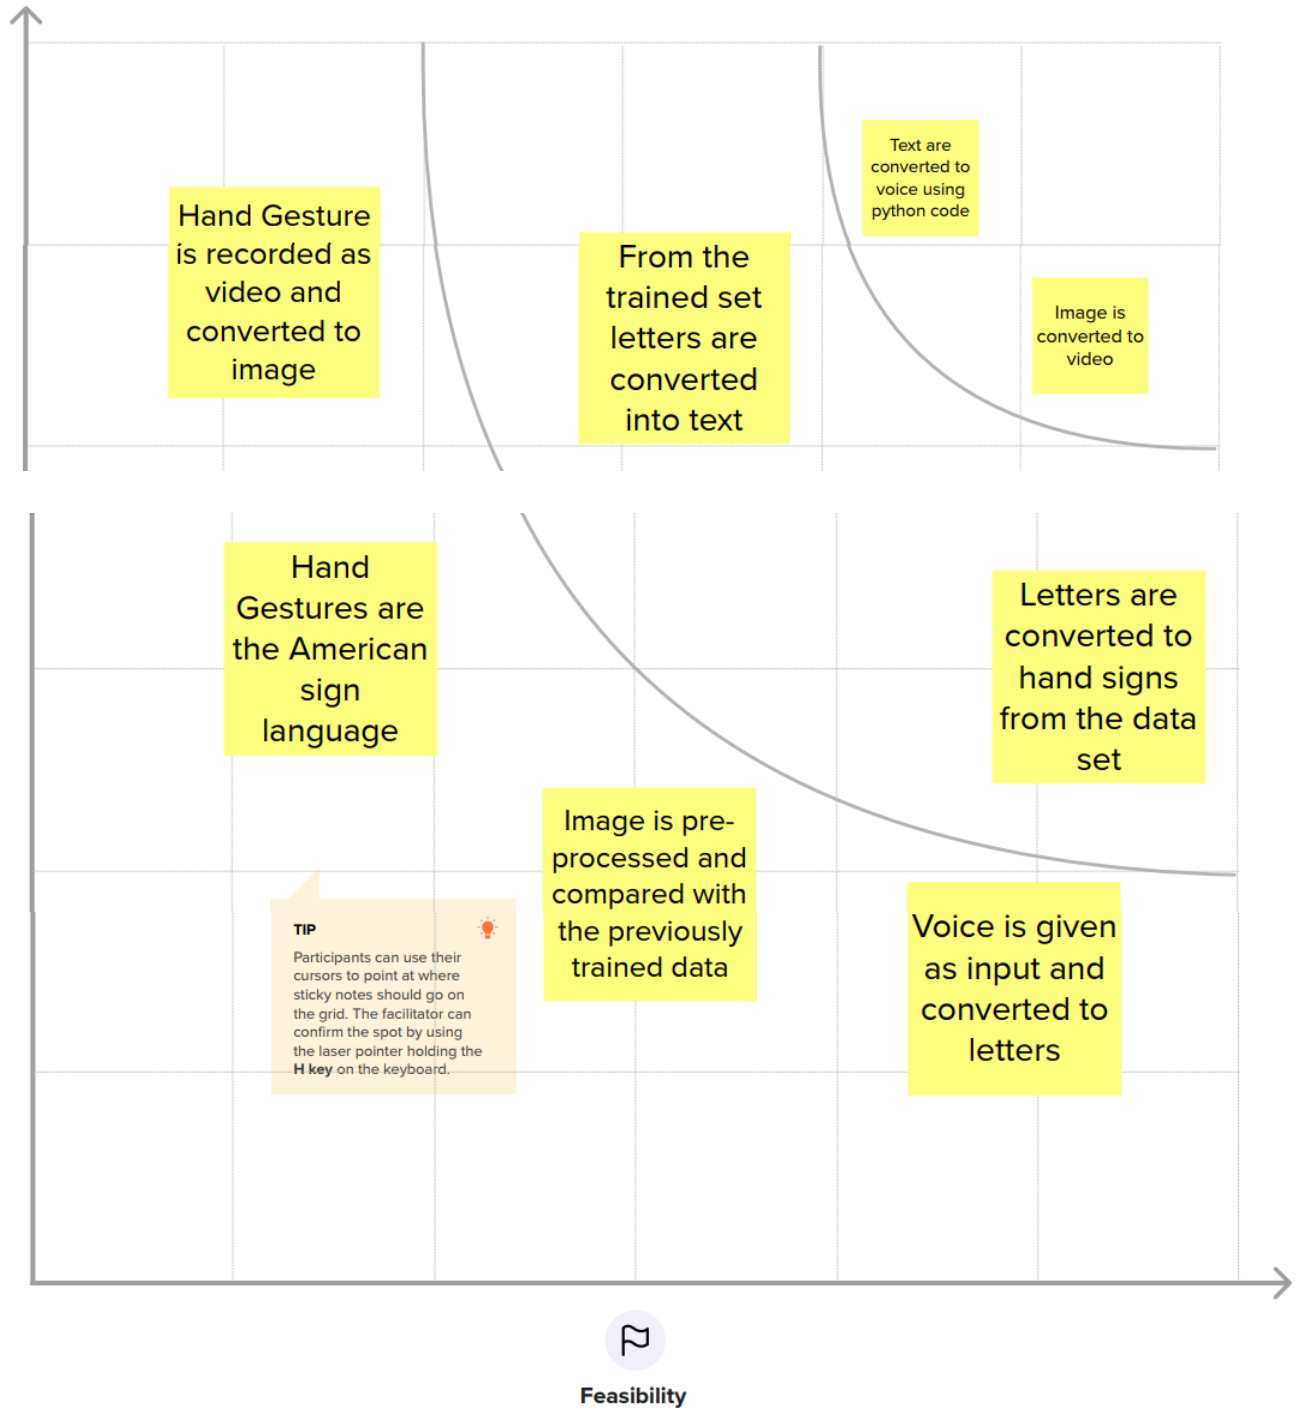 Text are
converted to
voice using
python code
Hand Gesture
is recorded as
video and
converted to
image
From the
trained set
letters are
converted
into text
Image is
converted to
video
Hand
Gestures are
the American
sign
language
Letters are
converted to
hand signs
from the data
set
Image is pre-
processed and
compared with
the previously
trained data
Voice is given
as input and
converted to
letters
TIP
Participants can use their
cursors to point at where
sticky notes should go on
the grid. The facilitator can
confirm the spot by using
the laser pointer holding the
H key on the keyboard.
Feasibility